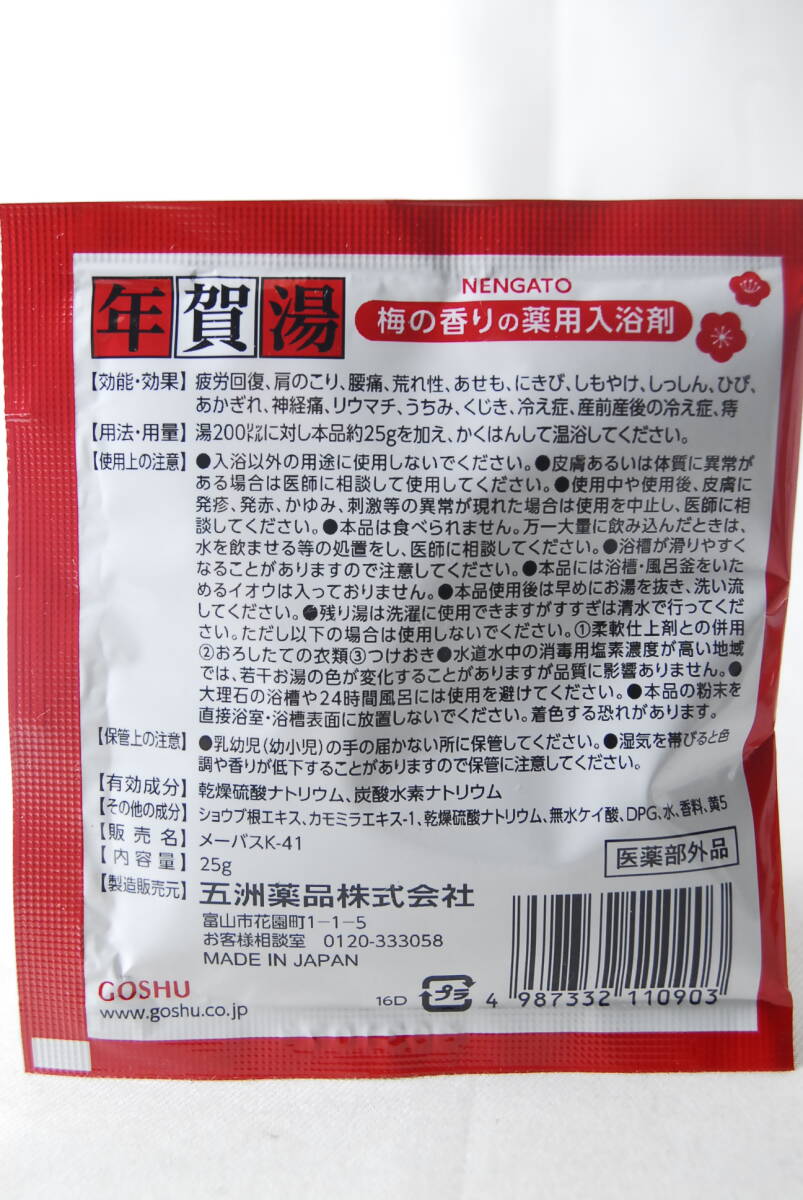 NENGATO
年賀湯
梅の香りの薬用入浴剤
【効能・効果】疲労回復、肩のこり、腰痛、荒れ性、あせも、にきび、しもやけ、しっしん、ひび、
あかぎれ、神経痛、リウマチ、うちみ、くじき、冷え症、産前産後の冷え症、痔
【用法・用量】湯200㍑に対し本品約25gを加え、かくはんして温浴してください。
【使用上の注意】●入浴以外の用途に使用しないでください。●皮膚あるいは体質に異常が
ある場合は医師に相談して使用してください。●使用中や使用後、皮膚に
発疹、発赤、かゆみ、刺激等の異常が現れた場合は使用を中止し、医師に相
談してください。●本品は食べられません。万一大量に飲み込んだときは、
水を飲ませる等の処置をし、医師に相談してください。●浴槽が滑りやすく
なることがありますので注意してください。●本品には浴槽・風呂釜をいた
めるイオウは入っておりません。●本品使用後は早めにお湯を抜き、洗い流
してください。●残り湯は洗濯に使用できますがすすぎは清水で行ってくだ
さい。ただし以下の場合は使用しないでください。①柔軟仕上剤との併用
②おろしたての衣類③つけおき●水道水中の消毒用塩素濃度が高い地域
では、若干お湯の色が変化することがありますが品質に影響ありません。●
大理石の浴槽や24時間風呂には使用を避けてください。●本品の粉末を
直接浴室・浴槽表面に放置しないでください。着色する恐れがあります。
【保管上の注意】●乳幼児(幼小児)の手の届かない所に保管してください。●湿気を帯びると色
調や香りが低下することがありますので保管に注意してください。
【有効成分】乾燥硫酸ナトリウム、炭酸水素ナトリウム
【その他の成分】ショウブ根エキス、カモミラエキス-1、乾燥硫酸ナトリウム、無水ケイ酸、DPG、水、香料、黄5
【販売名】メーバスK-41
【内容量】25g
医薬部外品
【製造販売元】五洲薬品株式会社
富山市花園町1-1-5
お客様相談室 0120-333058
MADE IN JAPAN
GOSHU
www.goshu.co.jp
16D
プラ
4 987332 110903